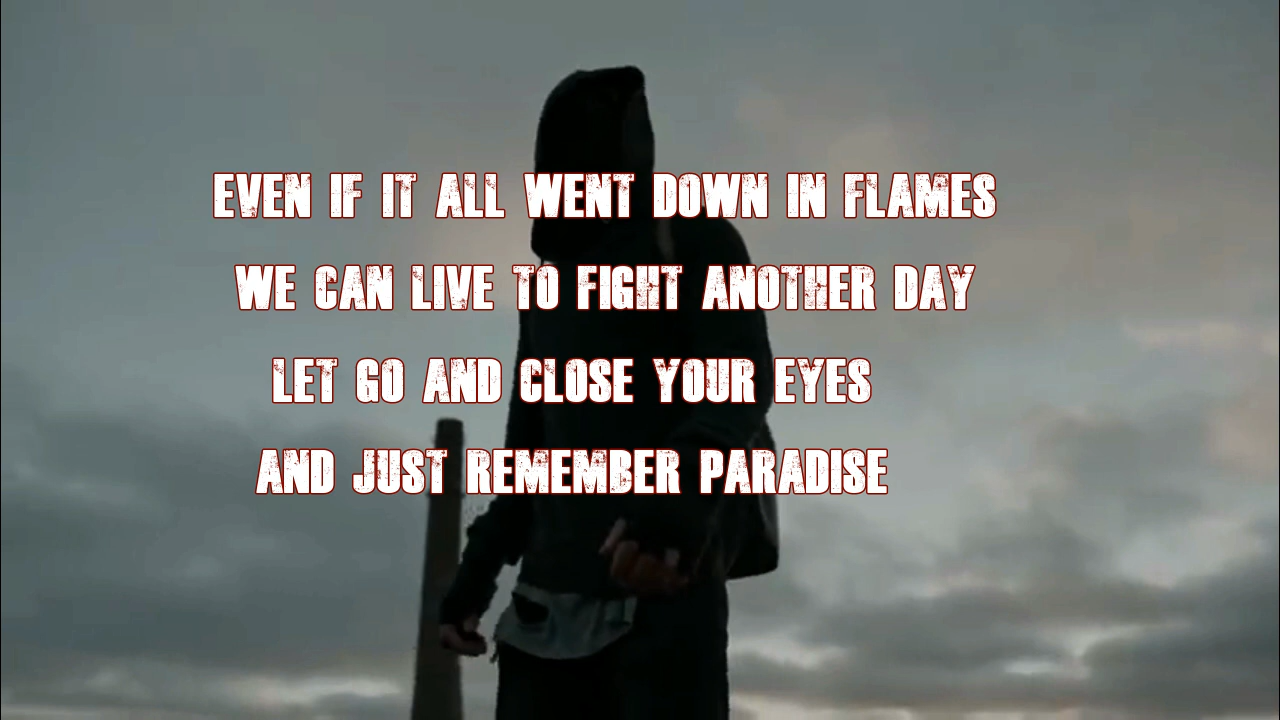 EVEN IF IT ALL WENT DOWN IN FLAMES
WE CAN LIVE TO FIGHT ANOTHER DAY
LET GO AND CLOSE YOUR EYES
AND JUST REMEMBER PARADISE